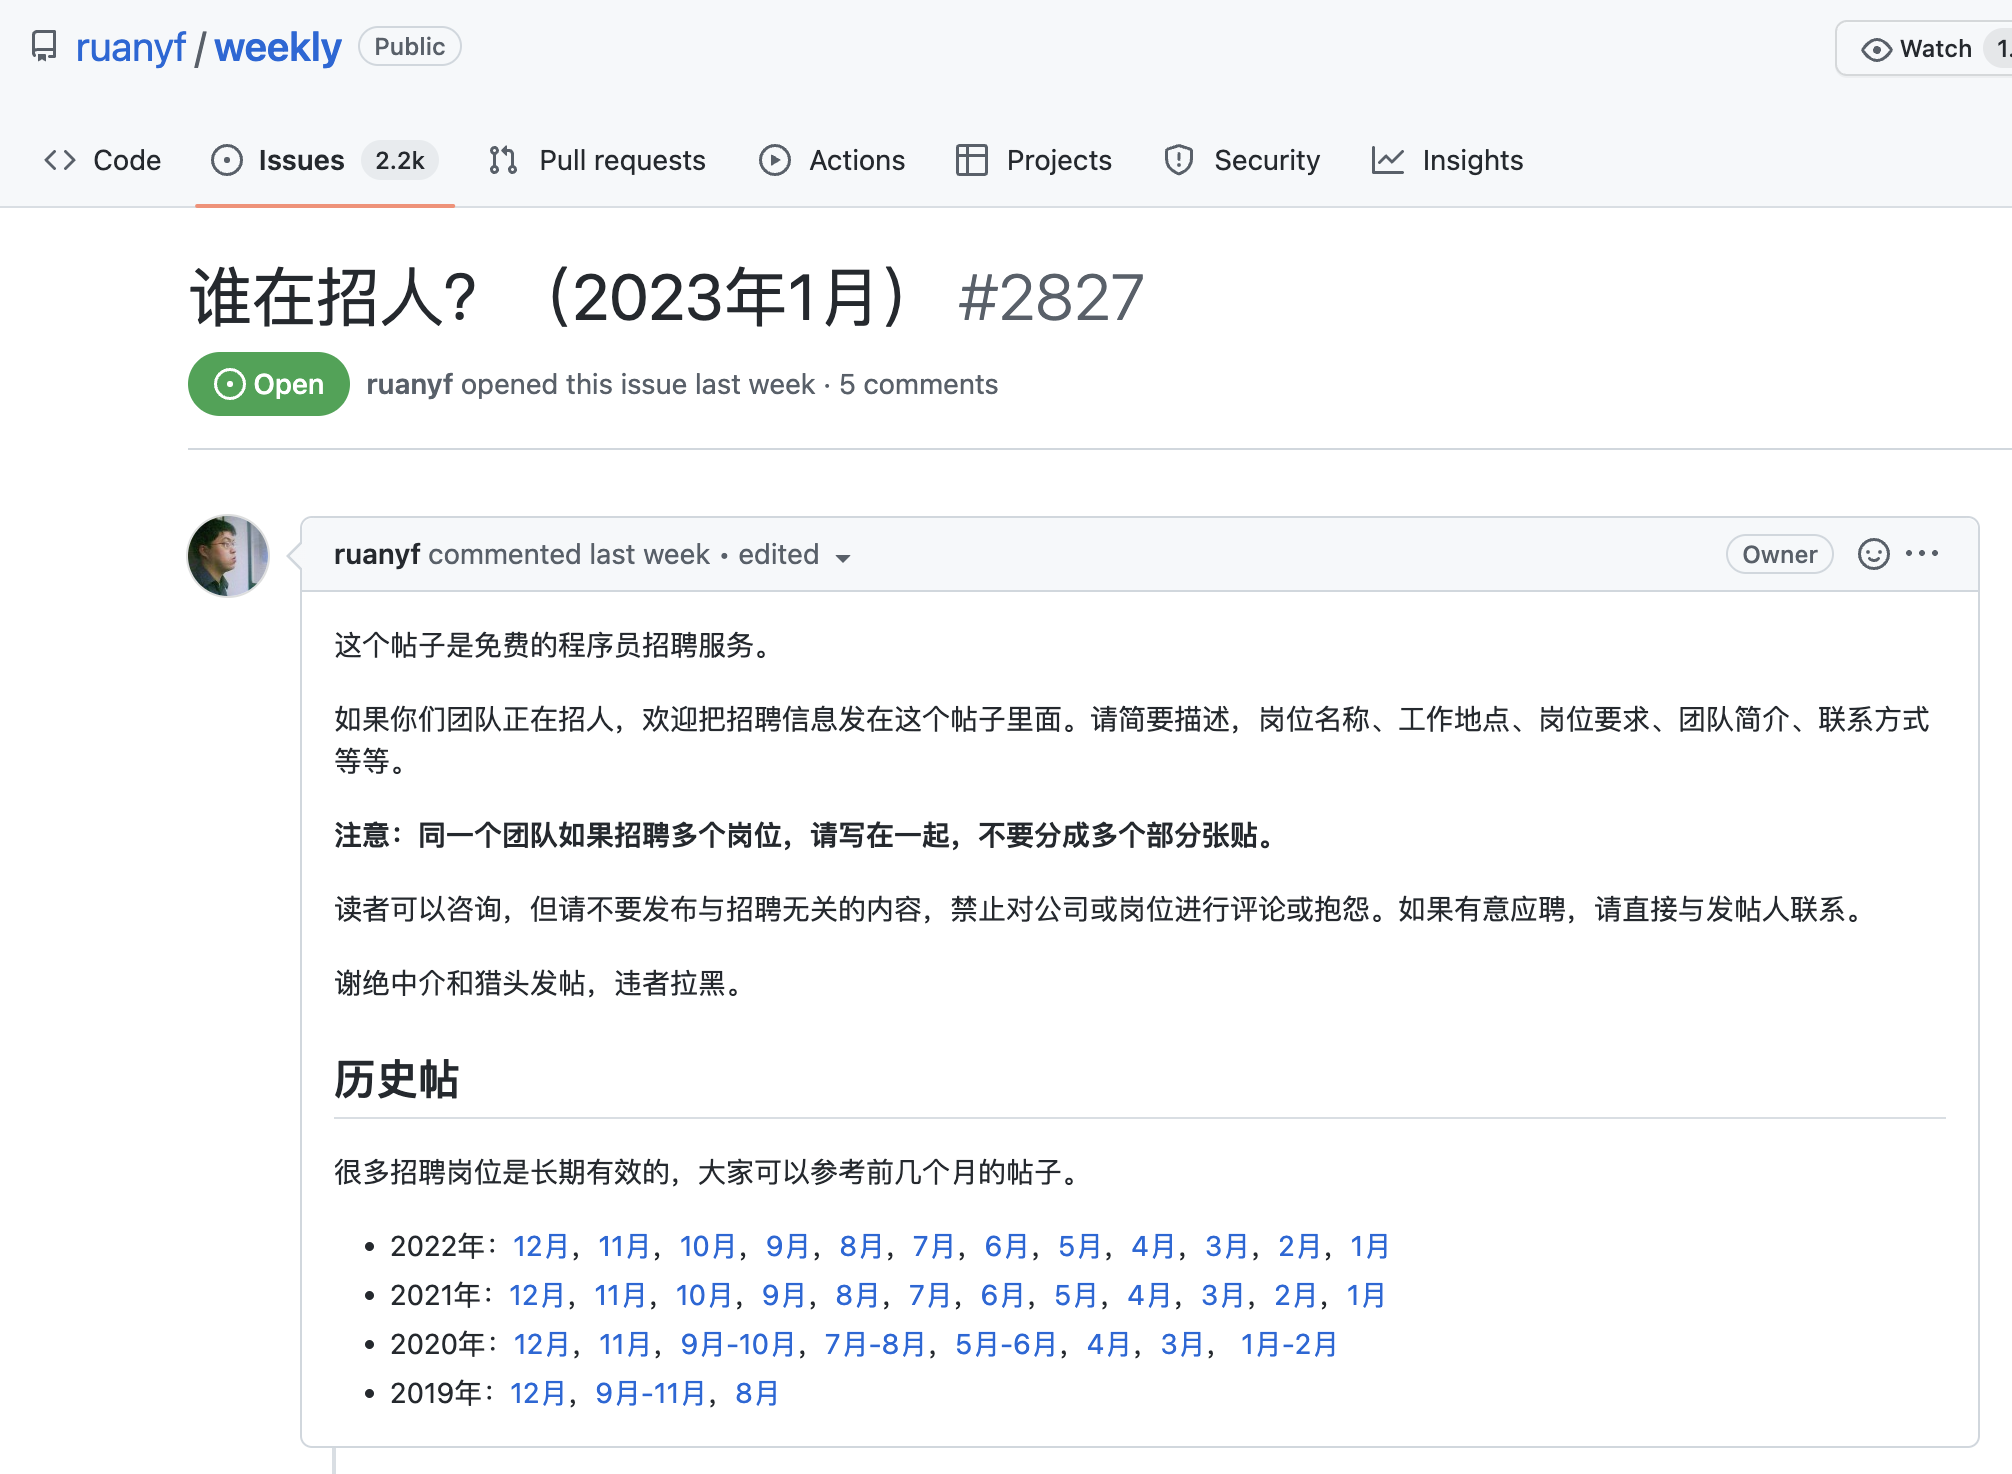 ruanyf / weekly Public
Watch 1.
Code Issues 2.2k Pull requests Actions Projects Security Insights
谁在招人？（2023年1月） #2827
Open ruanyf opened this issue last week · 5 comments
ruanyf commented last week • edited
Owner
这个帖子是免费的程序员招聘服务。
如果你们团队正在招人，欢迎把招聘信息发在这个帖子里面。请简要描述，岗位名称、工作地点、岗位要求、团队简介、联系方式
等等。
注意：同一个团队如果招聘多个岗位，请写在一起，不要分成多个部分张贴。
读者可以咨询，但请不要发布与招聘无关的内容，禁止对公司或岗位进行评论或抱怨。如果有意应聘，请直接与发帖人联系。
谢绝中介和猎头发帖，违者拉黑。
历史帖
很多招聘岗位是长期有效的，大家可以参考前几个月的帖子。
• 2022年：12月，11月，10月，9月，8月，7月，6月，5月，4月，3月，2月，1月
• 2021年：12月，11月，10月，9月，8月，7月，6月，5月，4月，3月，2月，1月
• 2020年：12月，11月，9月-10月，7月-8月，5月-6月，4月，3月， 1月-2月
• 2019年：12月，9月-11月，8月